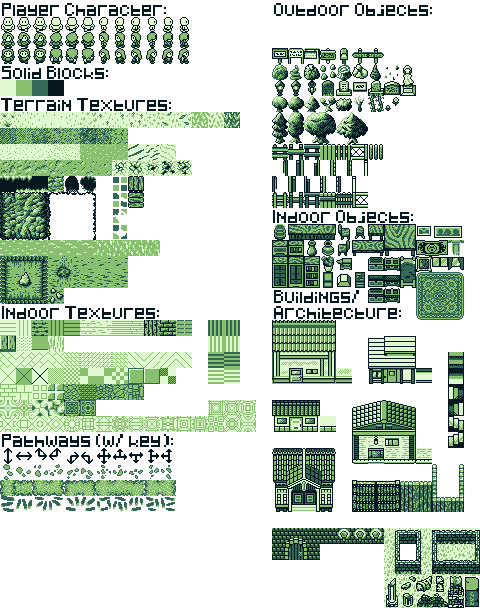 Player Character:
Solid Blocks:
Terrain Textures:
Indoor Textures:
Pathways (w/ key):
Outdoor Objects:
Indoor Objects:
Buildings/
Architecture: